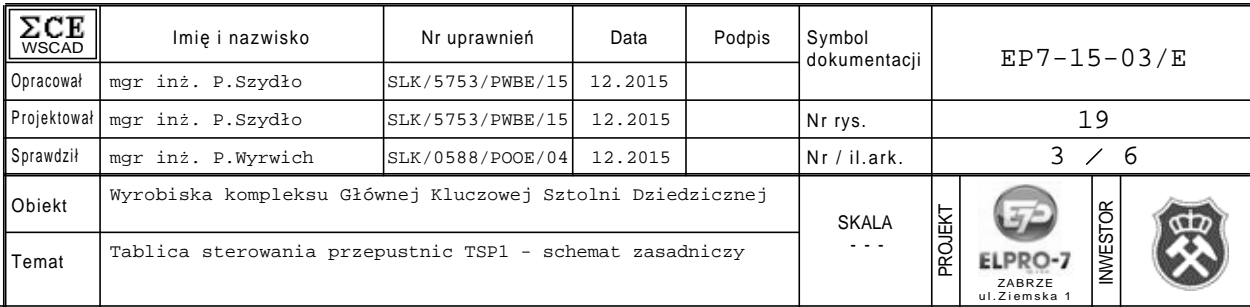 ΣCE
WSCAD
Imię i nazwisko
Nr uprawnień
Data
Podpis
Symbol
dokumentacji
EP7-15-03/E
Opracował
mgr inż. P.Szydło
SLK/5753/PWBE/15
12.2015
Projektował
mgr inż. P.Szydło
SLK/5753/PWBE/15
12.2015
Nr rys.
19
Sprawdził
mgr inż. P.Wyrwich
SLK/0588/POOE/04
12.2015
Nr / il.ark.
3 / 6
Obiekt
Wyrobiska kompleksu Głównej Kluczowej Sztolni Dziedzicznej
Temat
Tablica sterowania przepustnic TSP1 - schemat zasadniczy
SKALA
- - -
PROJEKT
ELPRO-7
ZABRZE
ul.Ziemska 1
INWESTOR